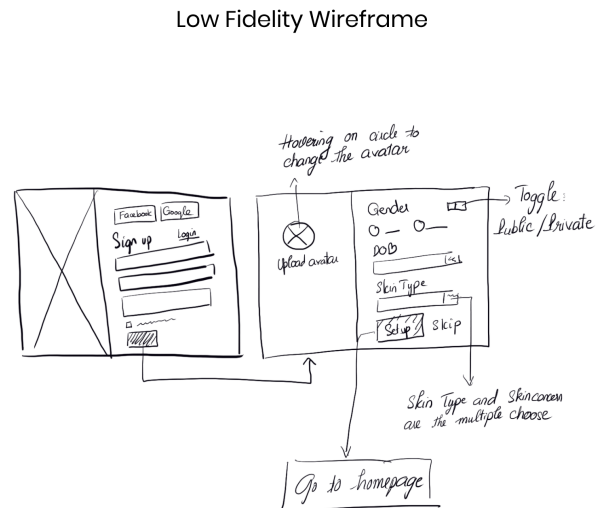 Low Fidelity Wireframe
Hovering on circle to
change the avatar
Facebook Google
Sign up Login
Upload avatar
Gender
DOB
Skin Type
Set up Skip
Toggle:
Public/Private
Skin Type and Skinconcern
are the multiple choose
Go to homepage